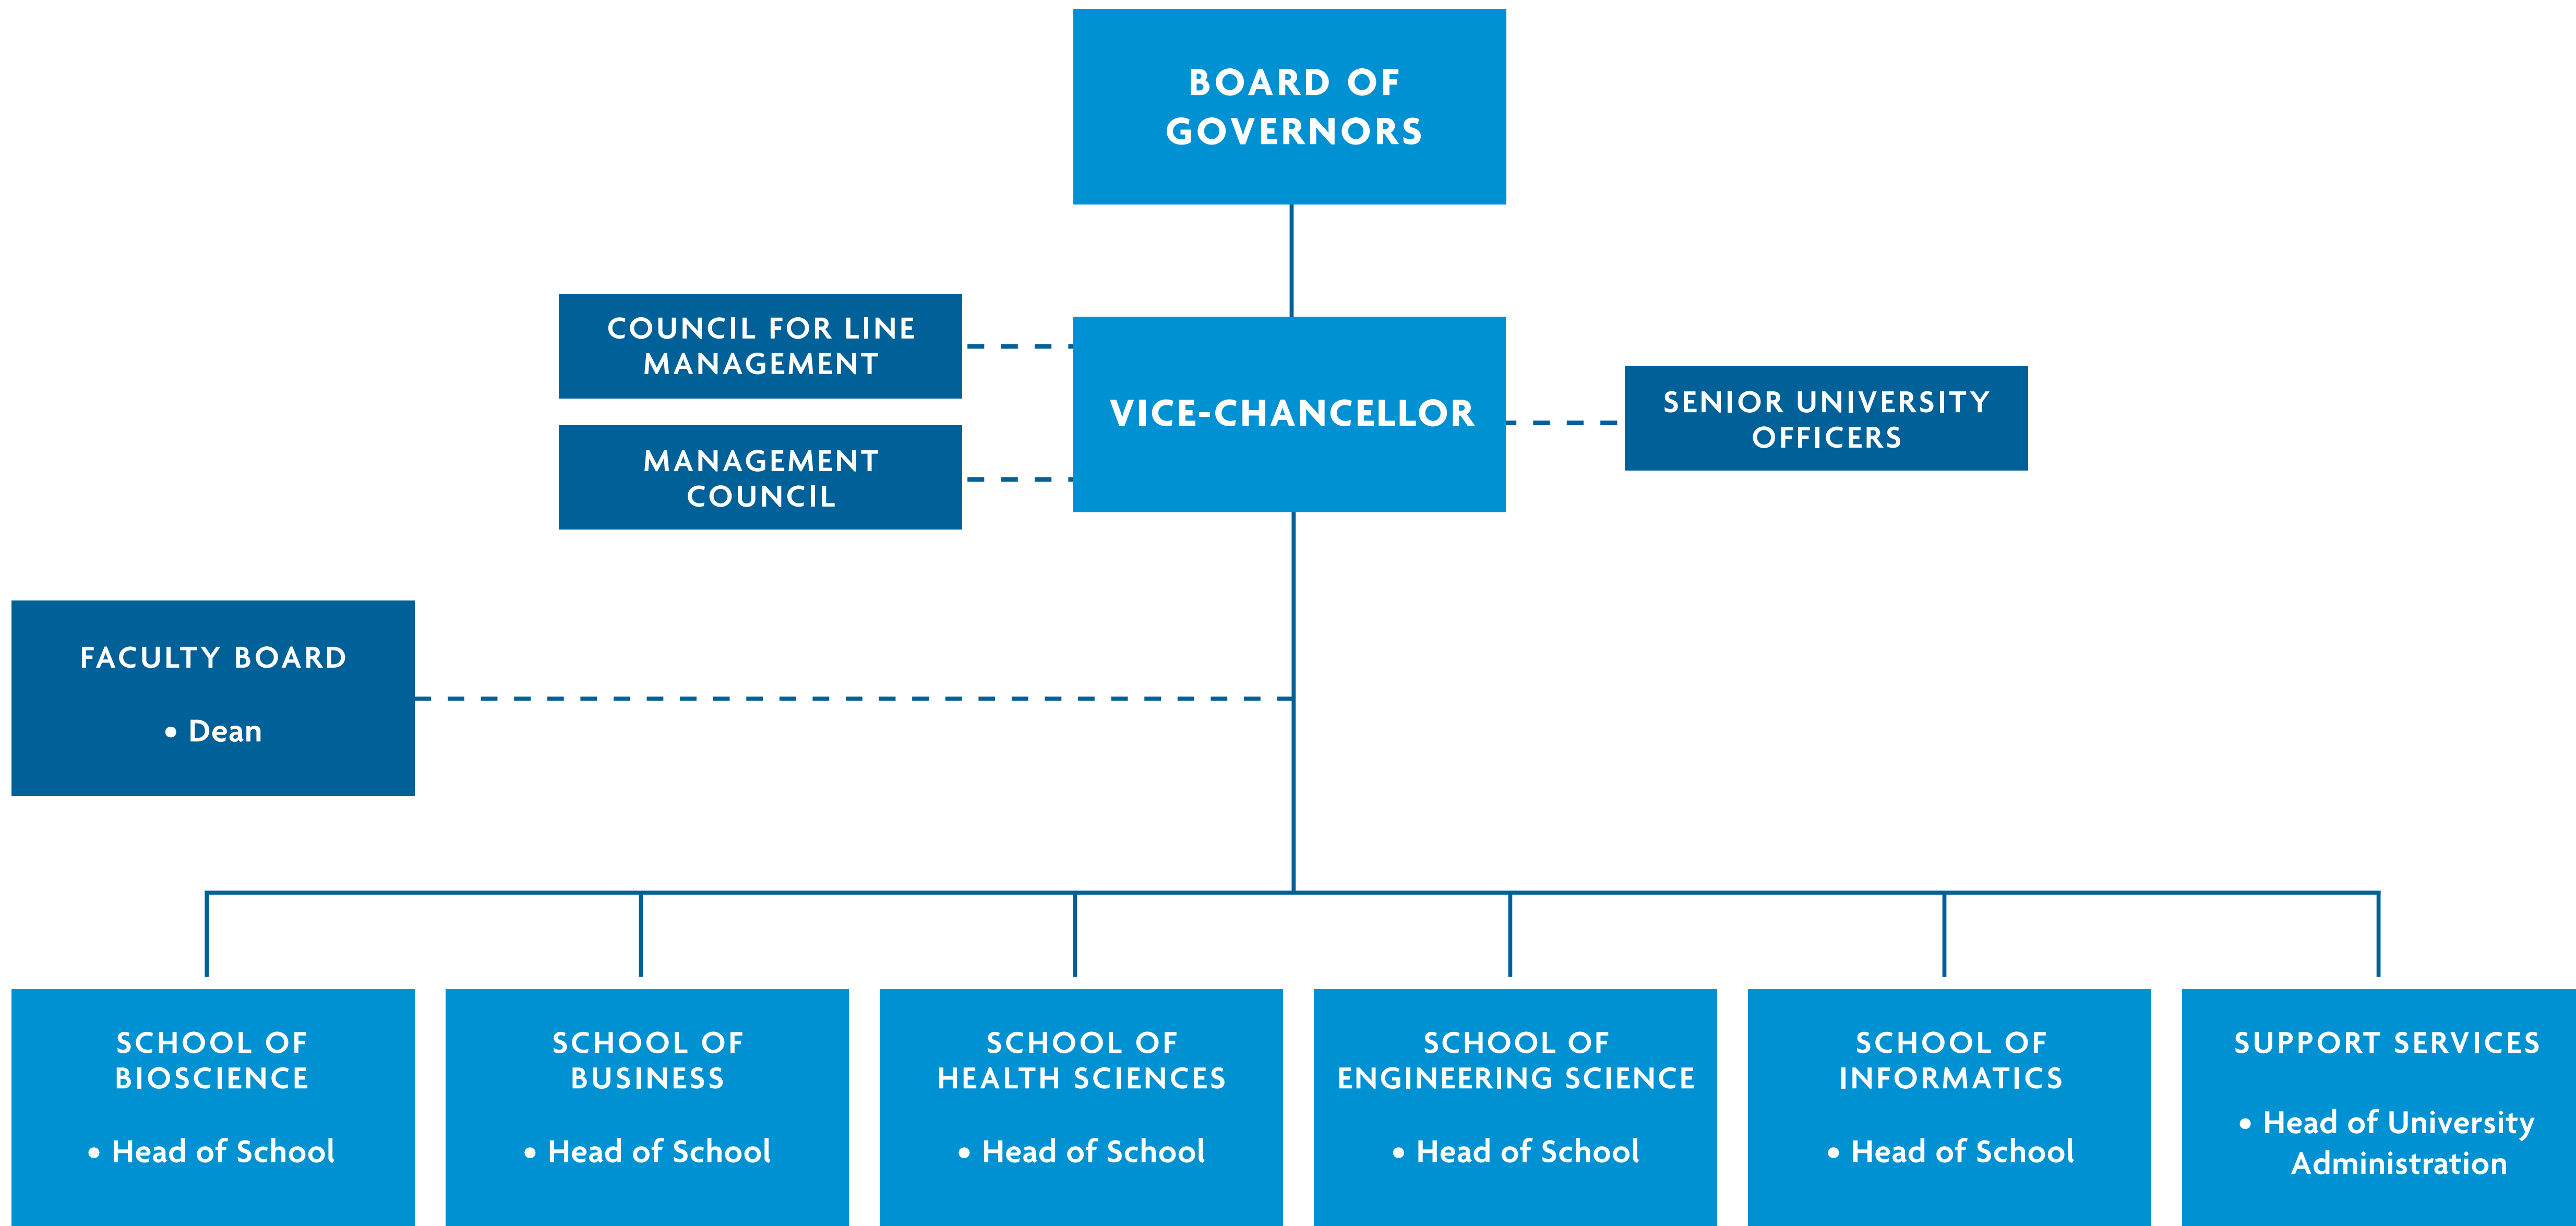 BOARD OF
GOVERNORS
COUNCIL FOR LINE
MANAGEMENT
VICE-CHANCELLOR
SENIOR UNIVERSITY
OFFICERS
MANAGEMENT
COUNCIL
FACULTY BOARD
• Dean
SCHOOL OF
BIOSCIENCE
• Head of School
SCHOOL OF
BUSINESS
• Head of School
SCHOOL OF
HEALTH SCIENCES
• Head of School
SCHOOL OF
ENGINEERING SCIENCE
• Head of School
SCHOOL OF
INFORMATICS
• Head of School
SUPPORT SERVICES
• Head of University
Administration